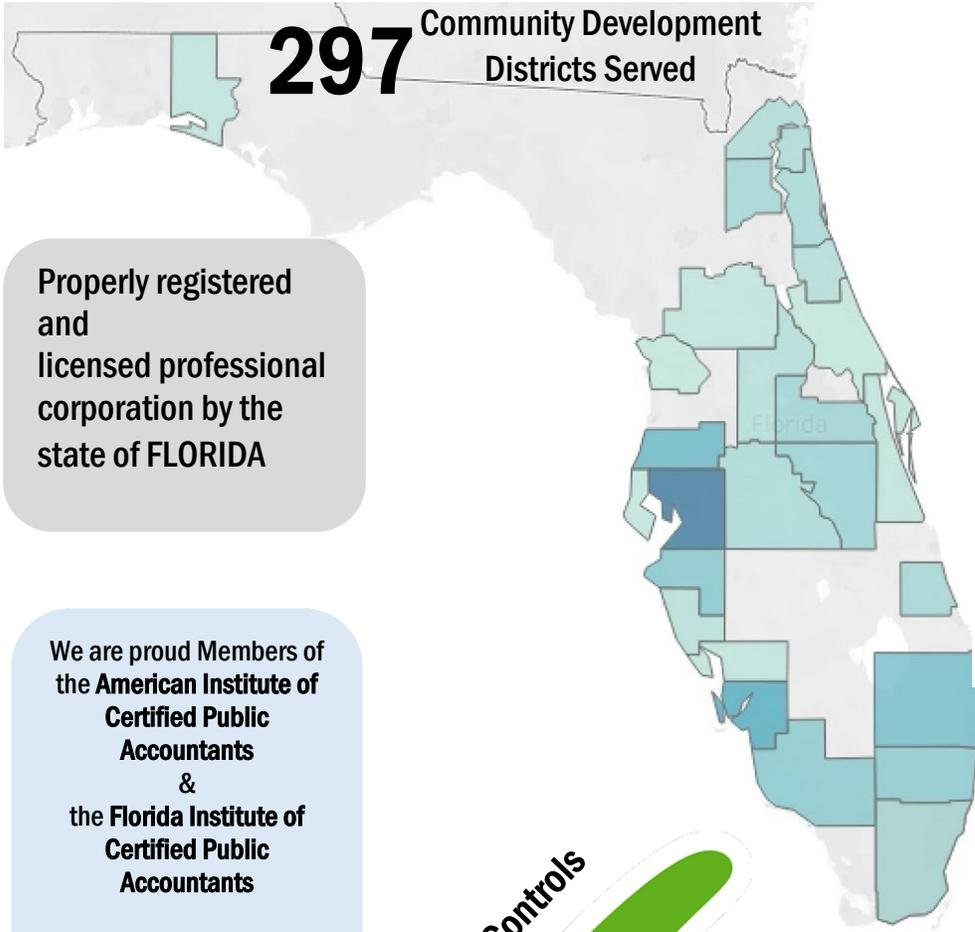 297
Community Development
Districts Served
Florida
Properly registered
and
licensed professional
corporation by the
state of FLORIDA
We are proud Members of
the American Institute of
Certified Public
Accountants
&
the Florida Institute of
Certified Public
Accountants
Controls